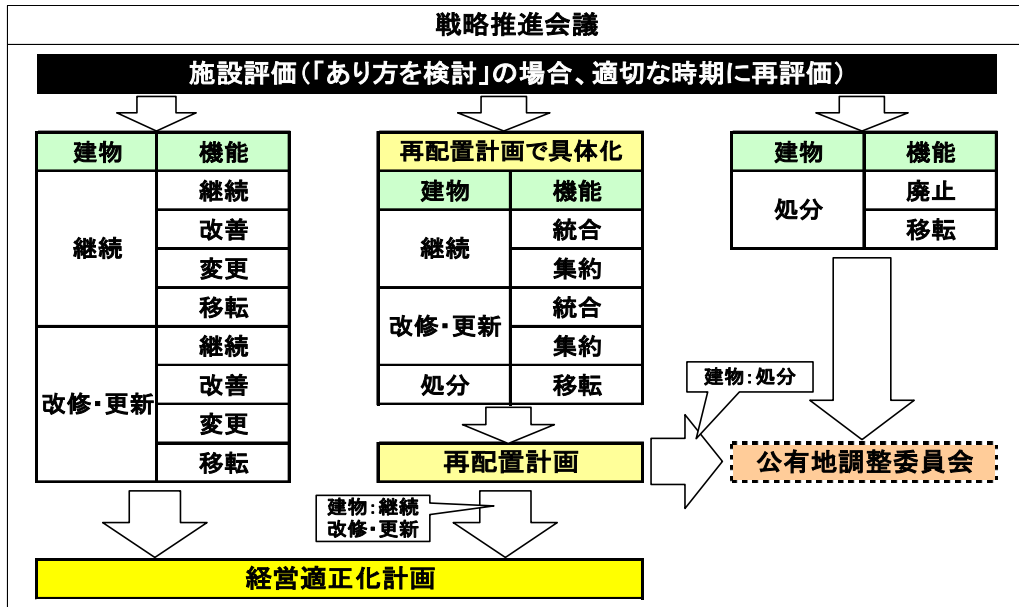 戦略推進会議
施設評価(「あり方を検討」の場合、適切な時期に再評価)
建物 機能
継続
継続
改善
変更
移転
改修・更新
継続
改善
変更
移転
再配置計画で具体化
建物 機能
継続
統合
集約
改修・更新
統合
集約
処分 移転
建物 機能
処分
廃止
移転
建物:処分
再配置計画
公有地調整委員会
建物:継続
改修・更新
経営適正化計画